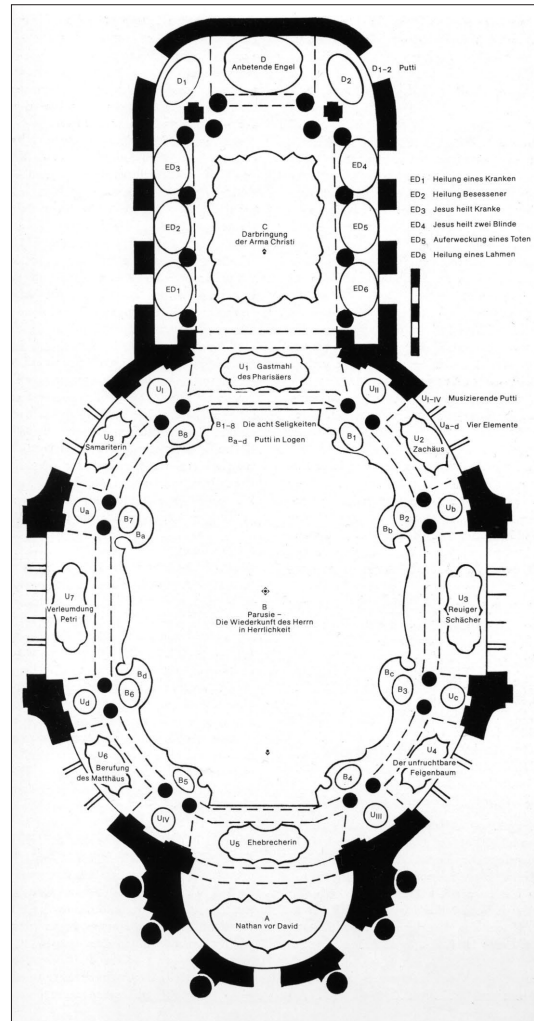 D
Anbetende Engel
D1
D2
D1–2 Putti
ED3
ED4
ED1 Heilung eines Kranken
ED2 Heilung Besessener
ED3 Jesus heilt Kranke
ED4 Jesus heilt zwei Blinde
ED5 Auferweckung eines Toten
ED6 Heilung eines Lahmen
ED2
C
Darbringung
der Arma Christi
ED5
ED1
ED6
U1 Gastmahl
des Pharisäers
UI
UII
UI–IV Musizierende Putti
B1–8 Die acht Seligkeiten
Ba–d Putti in Logen
Ua–d Vier Elemente
B8
B1
U8
Samariterin
U2
Zachäus
Ua
B7
Ba
Bb
B2
Ub
U7
Verleumdung
Petri
B
Parusie –
Die Wiederkunft des Herrn
in Herrlichkeit
U3
Reuiger
Schächer
Ud
B6
Bd
Bc
B3
Uc
U6
Berufung
des Matthäus
U4
Der unfruchtbare
Feigenbaum
B5
B4
UIV
UIII
U5 Ehebrecherin
A
Nathan vor David